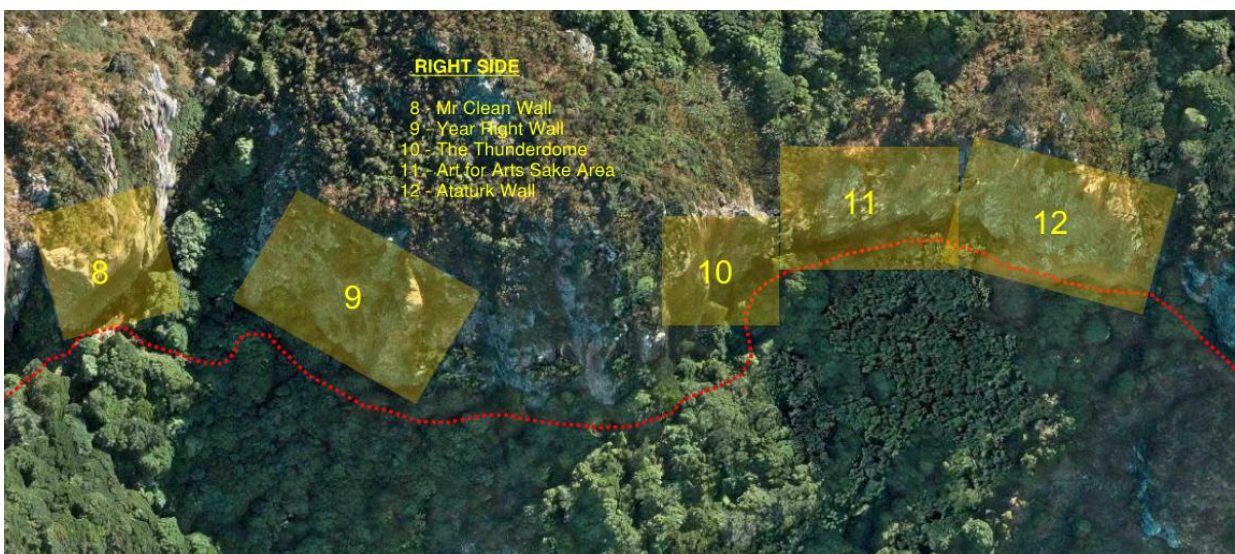 RIGHT SIDE
8 - Mr Clean Wall
9 - Year Right Wall
10 - The Thunderdome
11 - Art for Arts Sake Area
12 - Ataturk Wall
8
9
10
11
12